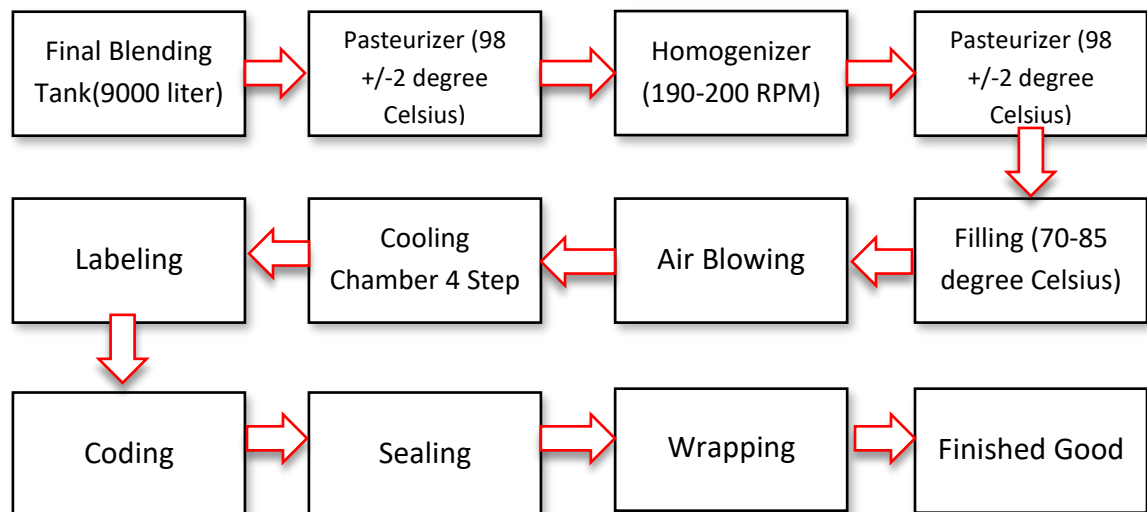 Final Blending
Tank(9000 liter)
Pasteurizer (98
+/-2 degree
Celsius)
Homogenizer
(190-200 RPM)
Pasteurizer (98
+/-2 degree
Celsius)
Filling (70-85
degree Celsius)
Air Blowing
Cooling
Chamber 4 Step
Labeling
Coding
Sealing
Wrapping
Finished Good